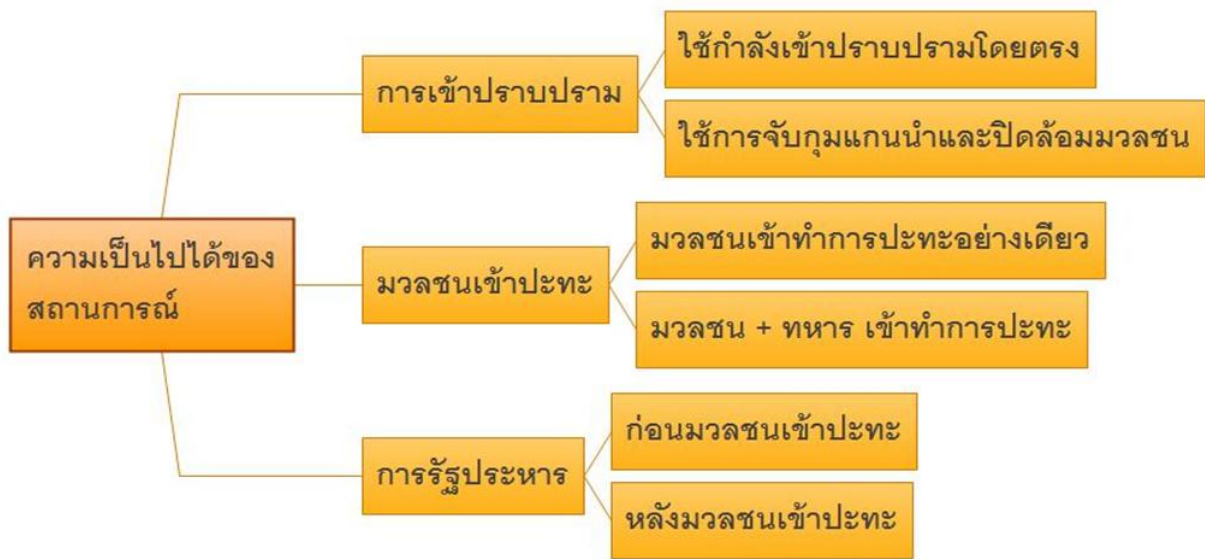 ความเป็นไปได้ของ
สถานการณ์
การเข้าปราบปราม
ใช้กำลังเข้าปราบปรามโดยตรง
ใช้การจับกุมแกนนำและปิดล้อมมวลชน
มวลชนเข้าปะทะ
มวลชนเข้าทำการปะทะอย่างเดียว
มวลชน + ทหาร เข้าทำการปะทะ
การรัฐประหาร
ก่อนมวลชนเข้าปะทะ
หลังมวลชนเข้าปะทะ